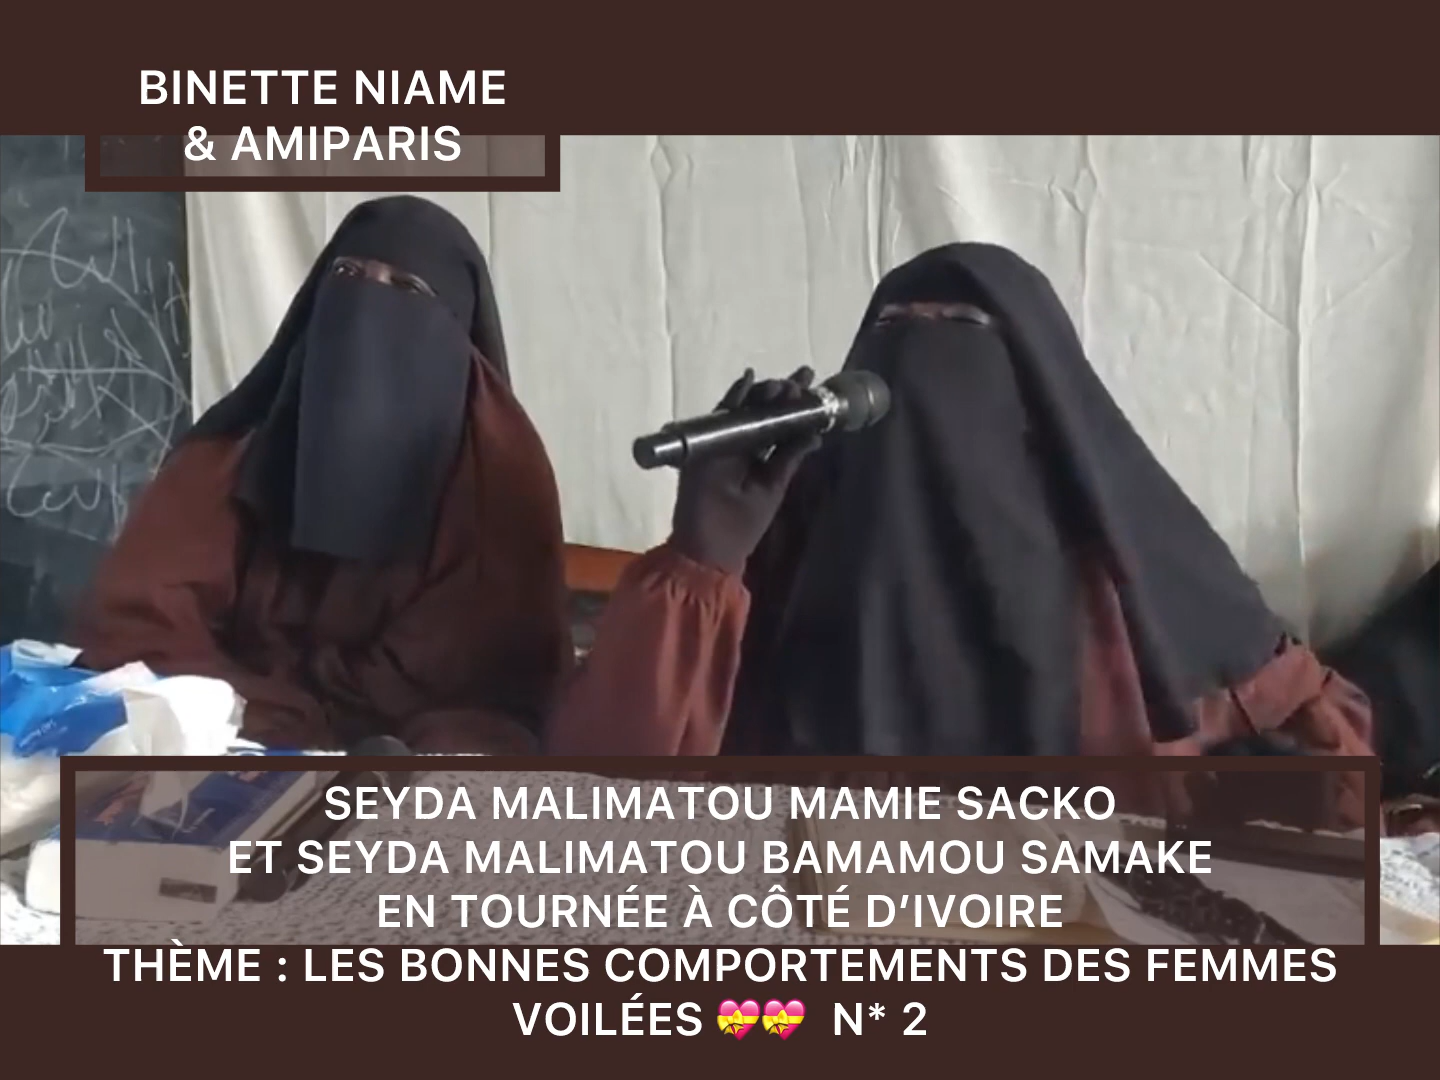 BINETTE NIAME
& AMIPARIS
SEYDA MALIMATOU MAMIE SACKO
ET SEYDA MALIMATOU BAMAMOU SAMAKE
EN TOURNÉE À CÔTÉ D’IVOIRE
THÈME : LES BONNES COMPORTEMENTS DES FEMMES
VOILÉES 💝💝 N* 2